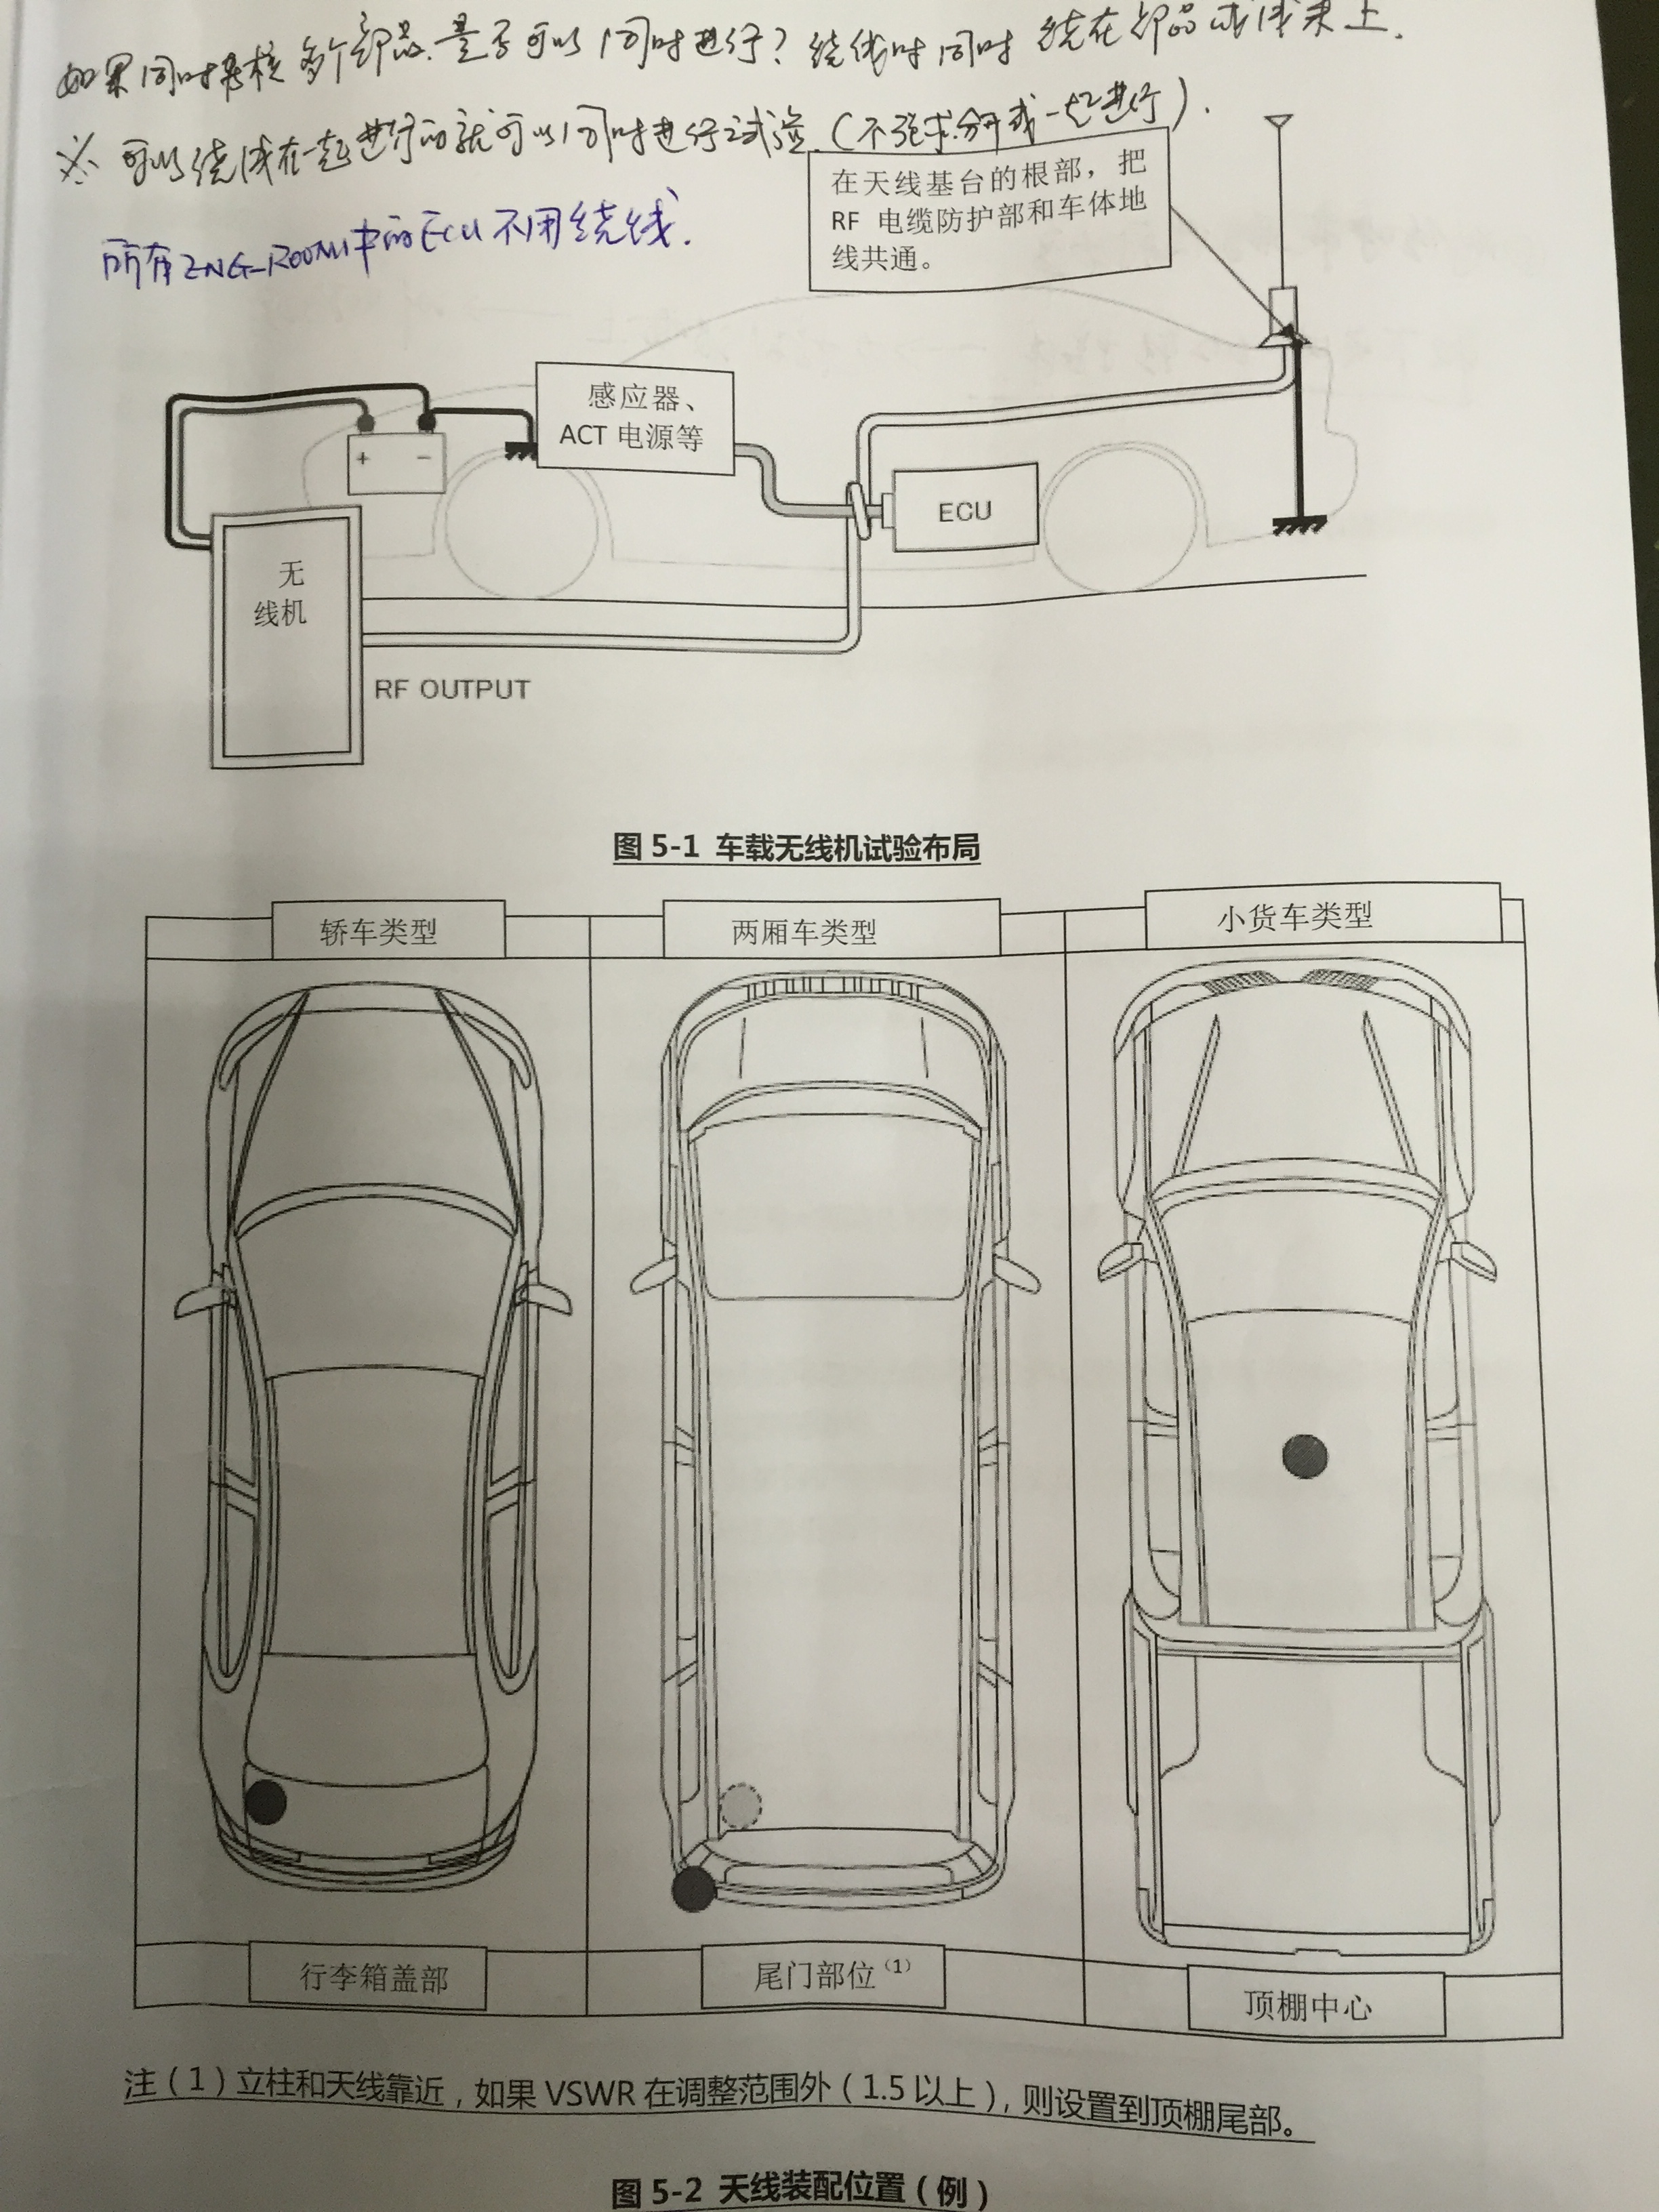 如果同时考核多个部品.是否可以同时进行？绕线时同时绕在部品或线束上.
※ 可以绕线在一起进行的就可以同时进行试验.(不强求分开或一起进行).
所有ENG-ROOM中的ECU不用绕线.
在天线基台的根部，把
RF 电缆防护部和车体地
线共通。
感应器、
ACT 电源等
+ −
ECU
无
线机
RF OUTPUT
图 5-1 车载无线机试验布局
轿车类型
两厢车类型
小货车类型
行李箱盖部
尾门部位（1）
顶棚中心
注（1）立柱和天线靠近，如果 VSWR 在调整范围外（1.5 以上），则设置到顶棚尾部。
图 5-2 天线装配位置（例）